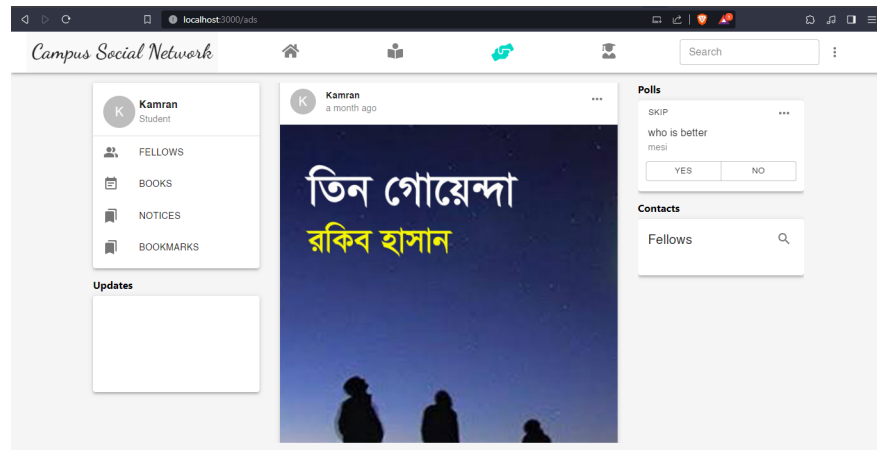 localhost:3000/ads
Campus Social Network
Search
K
Kamran
Student
FELLOWS
BOOKS
NOTICES
BOOKMARKS
Updates
K
Kamran
a month ago
তিন গোয়েন্দা
রকিব হাসান
Polls
SKIP
who is better
mesi
YES NO
Contacts
Fellows